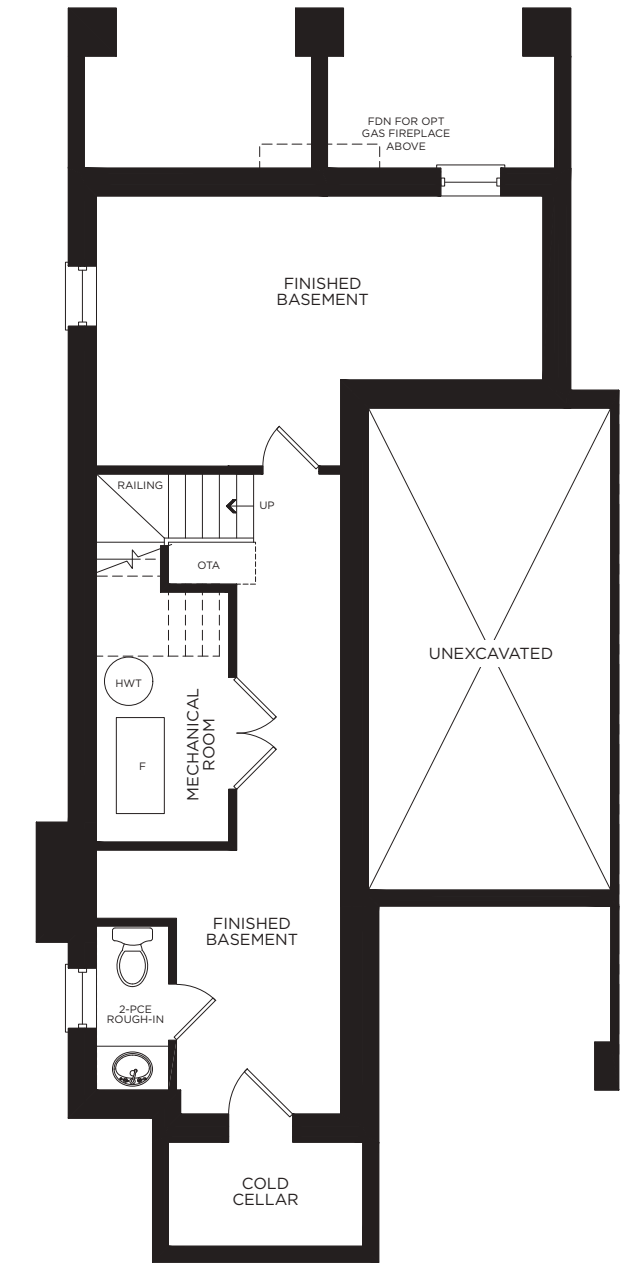 FDN FOR OPT
GAS FIREPLACE
ABOVE
FINISHED
BASEMENT
RAILING
UP
OTA
UNEXCAVATED
HWT
MECHANICAL
ROOM
F
FINISHED
BASEMENT
2-PCE
ROUGH-IN
COLD
CELLAR